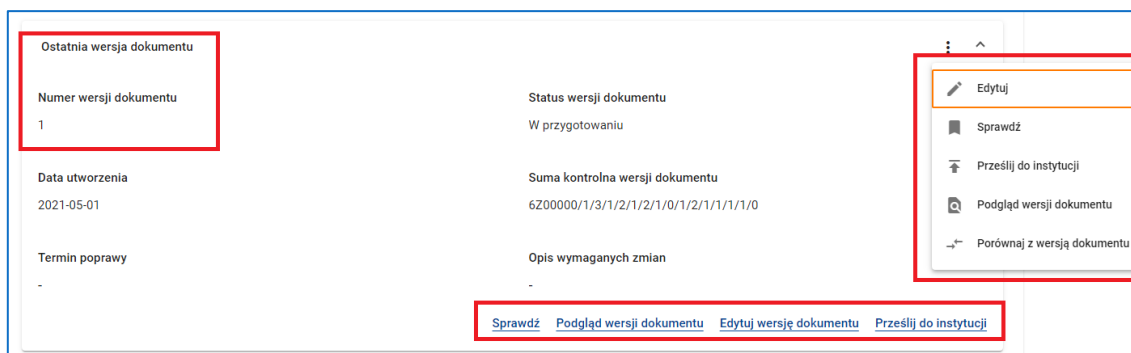 Ostatnia wersja dokumentu
Numer wersji dokumentu
1
Status wersji dokumentu
W przygotowaniu
Data utworzenia
2021-05-01
Suma kontrolna wersji dokumentu
6Z00000/1/3/1/2/1/2/1/0/1/2/1/1/1/1/0
Termin poprawy
-
Opis wymaganych zmian
-
Sprawdź Podgląd wersji dokumentu Edytuj wersję dokumentu Prześlij do instytucji
Edytuj
Sprawdź
Prześlij do instytucji
Podgląd wersji dokumentu
Porównaj z wersją dokumentu